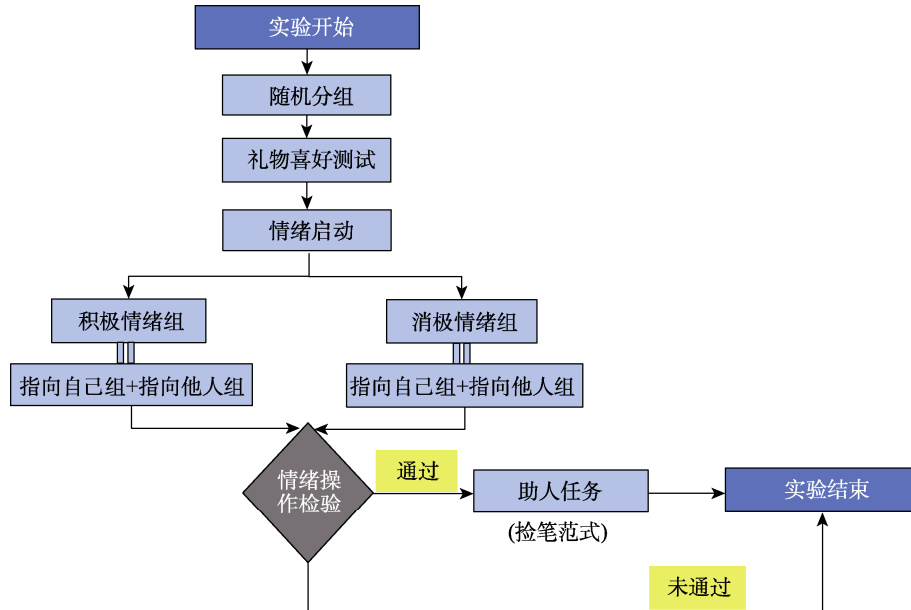 实验开始
随机分组
礼物喜好测试
情绪启动
积极情绪组
消极情绪组
指向自己组+指向他人组
指向自己组+指向他人组
情绪操
作检验
通过
助人任务
(捡笔范式)
实验结束
未通过